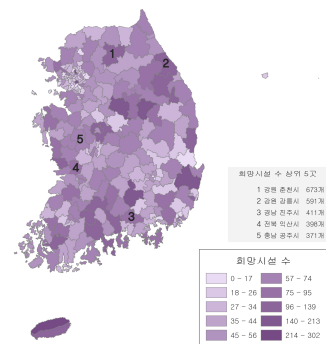 1
2
5
4
3
희망시설 수 상위 5곳
1 강원 춘천시 673개
2 강원 강릉시 591개
3 경남 진주시 411개
4 전북 익산시 398개
5 충남 공주시 371개
희망시설 수
0 - 17 57 - 74
18 - 26 75 - 95
27 - 34 96 - 139
35 - 44 140 - 213
45 - 56 214 - 302